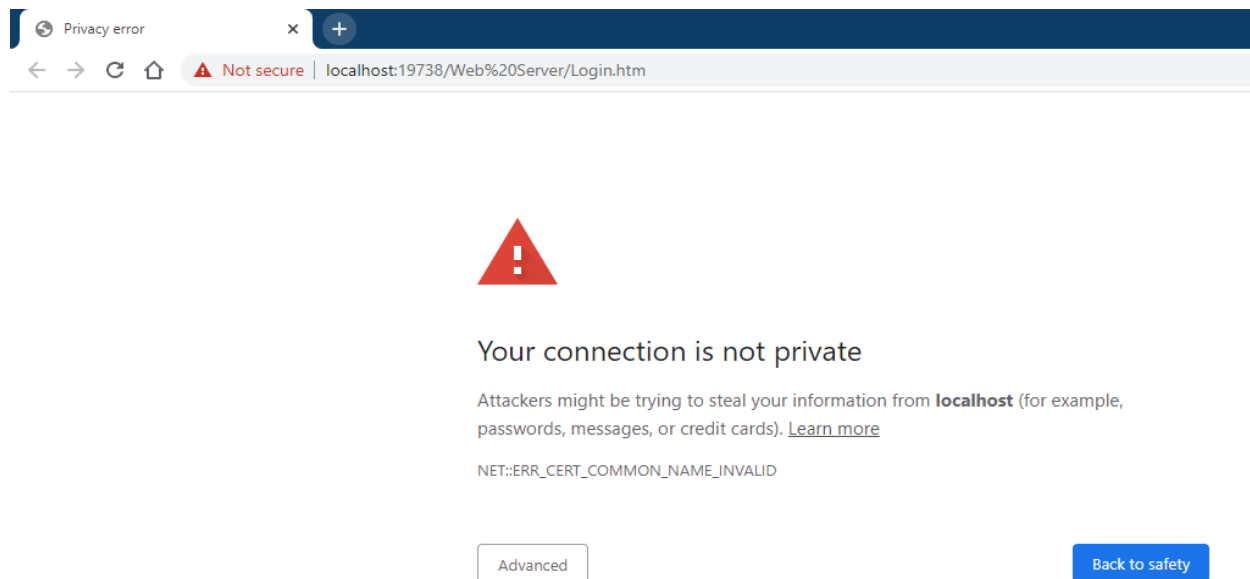 Privacy error
Not secure | localhost:19738/Web%20Server/Login.htm
Your connection is not private
Attackers might be trying to steal your information from localhost (for example,
passwords, messages, or credit cards). Learn more
NET::ERR_CERT_COMMON_NAME_INVALID
Advanced
Back to safety